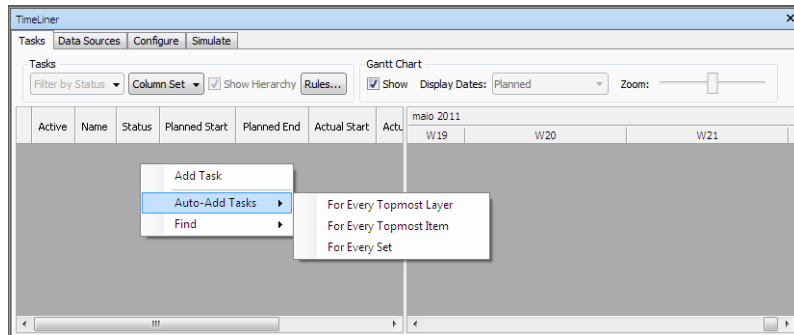 TimeLiner
Tasks Data Sources Configure Simulate
Tasks
Gantt Chart
Filter by Status Column Set Show Hierarchy Rules... Show Display Dates: Planned Zoom:
Active Name Status Planned Start Planned End Actual Start Actu
maio 2011
W19 W20 W21
Add Task
Auto-Add Tasks
Find
For Every Topmost Layer
For Every Topmost Item
For Every Set